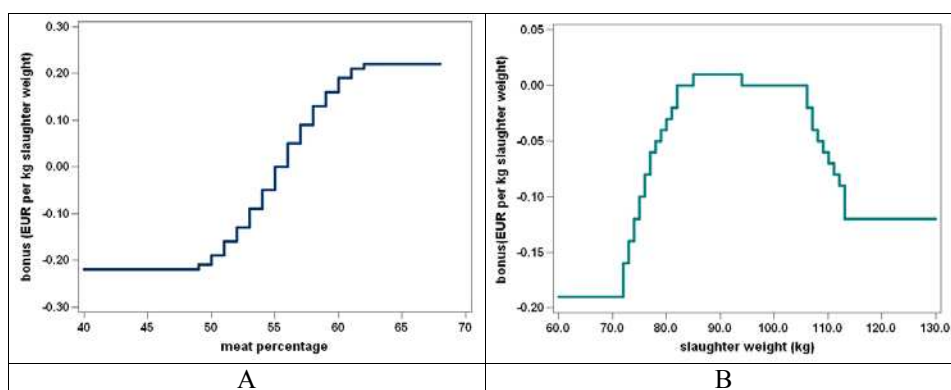 0.30
0.20
0.10
0.00
-0.10
-0.20
-0.30
bonus (EUR per kg slaughter weight)
40 45 50 55 60 65 70
meat percentage
A
0.05
0.00
-0.05
-0.10
-0.15
-0.20
bonus(EUR per kg slaughter weight)
60.0 70.0 80.0 90.0 100.0 110.0 120.0 130.0
slaughter weight (kg)
B